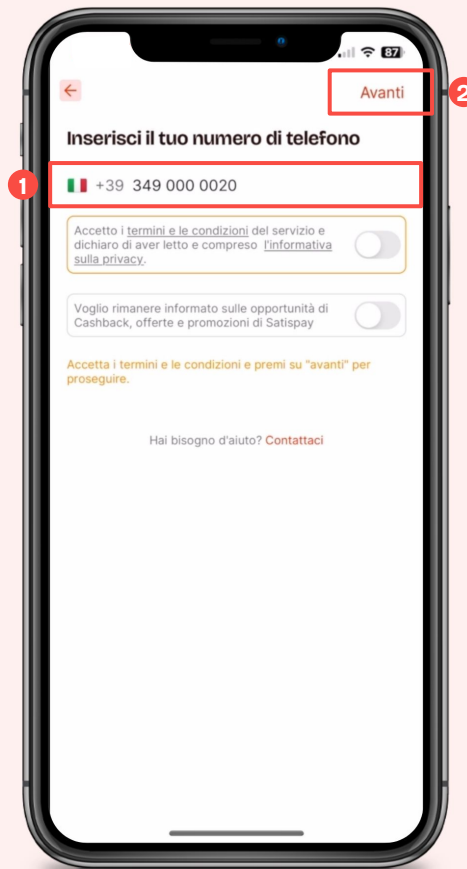 87
Avanti
2
Inserisci il tuo numero di telefono
1
+39 349 000 0020
Accetto i termini e le condizioni del servizio e
dichiaro di aver letto e compreso l'informativa
sulla privacy.
Voglio rimanere informato sulle opportunità di
Cashback, offerte e promozioni di Satispay
Accetta i termini e le condizioni e premi su "avanti" per
proseguire.
Hai bisogno d'aiuto? Contattaci